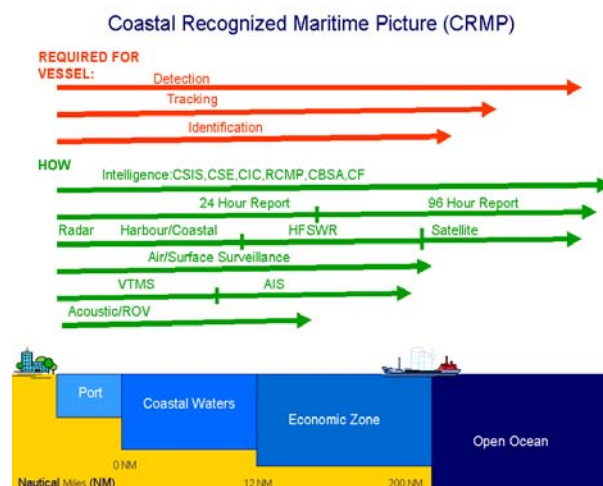 Coastal Recognized Maritime Picture (CRMP)
REQUIRED FOR
VESSEL:
Detection
Tracking
Identification
HOW
Intelligence:CSIS,CSE,CIC,RCMP,CBSA,CF
24 Hour Report 96 Hour Report
Radar Harbour/Coastal HFSWR Satellite
Air/Surface Surveillance
VTMS AIS
Acoustic/ROV
Port
Coastal Waters
Economic Zone
Open Ocean
0 NM
Nautical Miles (NM) 12 NM 200 NM